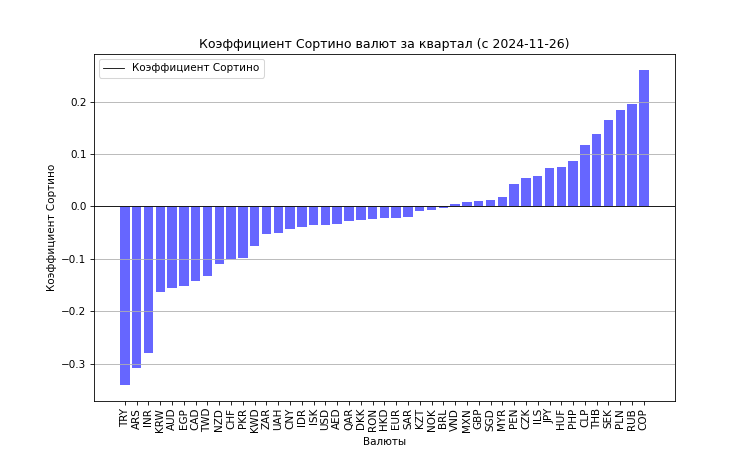 Коэффициент Сортино валют за квартал (с 2024-11-26)
Коэффициент Сортино
Коэффициент Сортино
0.2
0.1
0.0
−0.1
−0.2
−0.3
TRY
ARS
INR
KRW
AUD
EGP
CAD
TWD
NZD
CHF
PKR
KWD
ZAR
UAH
CNY
IDR
ISK
USD
AED
QAR
DKK
RON
HKD
EUR
SAR
KZT
NOK
BRL
VND
MXN
GBP
SGD
MYR
PEN
CZK
ILS
JPY
HUF
PHP
CLP
THB
SEK
PLN
RUB
COP
Валюты